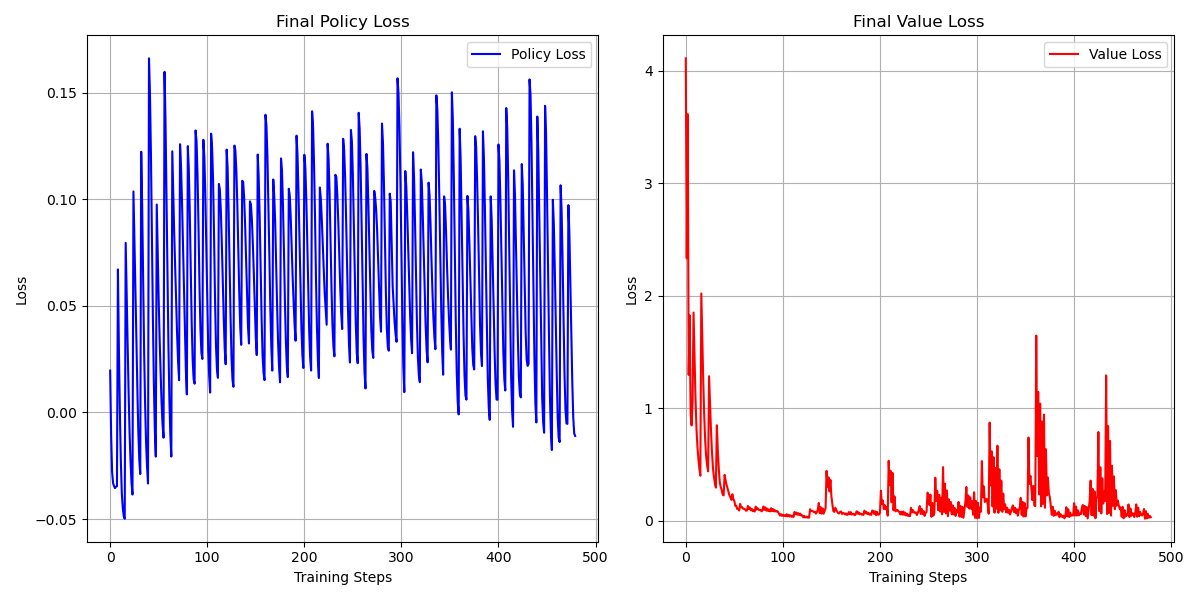 Final Policy Loss
Policy Loss
0.15
0.10
0.05
0.00
−0.05
Loss
0
100
200
300
400
500
Training Steps
Final Value Loss
Value Loss
4
3
2
1
0
Loss
0
100
200
300
400
500
Training Steps